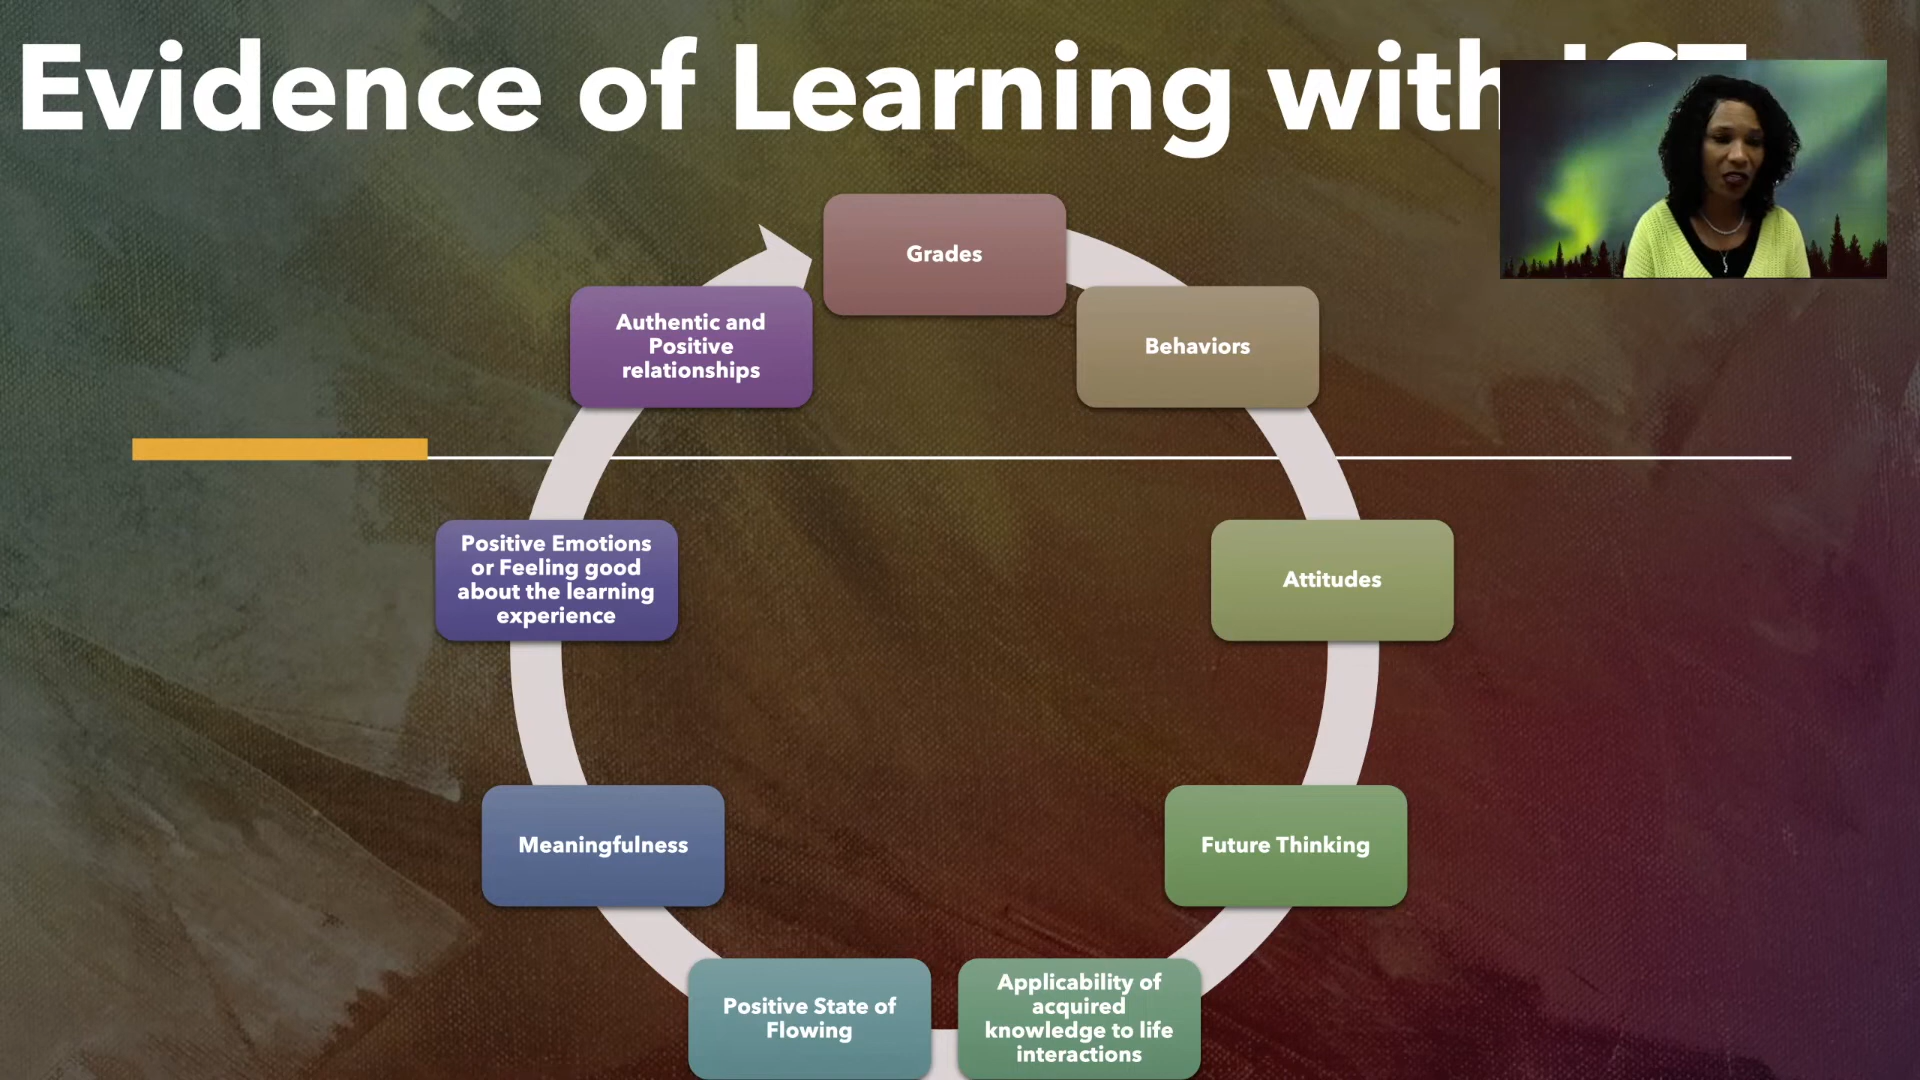 Evidence of Learning with
Grades
Behaviors
Attitudes
Future Thinking
Applicability of
acquired
knowledge to life
interactions
Positive State of
Flowing
Meaningfulness
Positive Emotions
or Feeling good
about the learning
experience
Authentic and
Positive
relationships